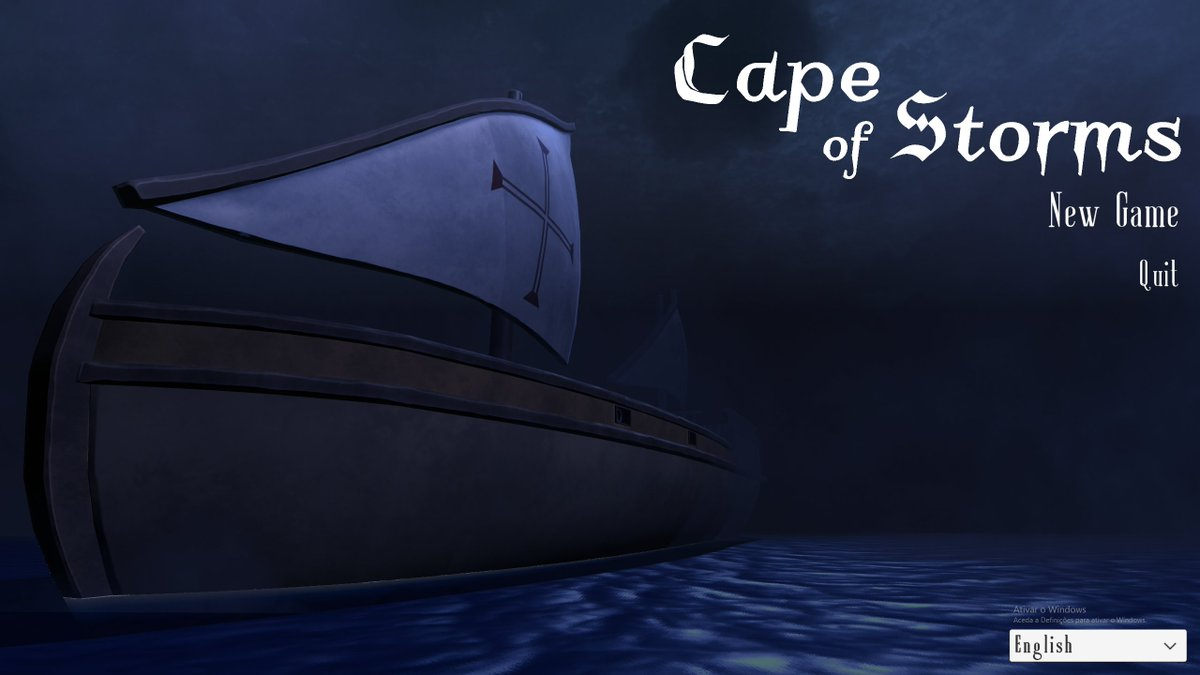 Cape
of Storms
New Game
Quit
Ativar o Windows
Aceda a Definições para ativar o Windows.
English